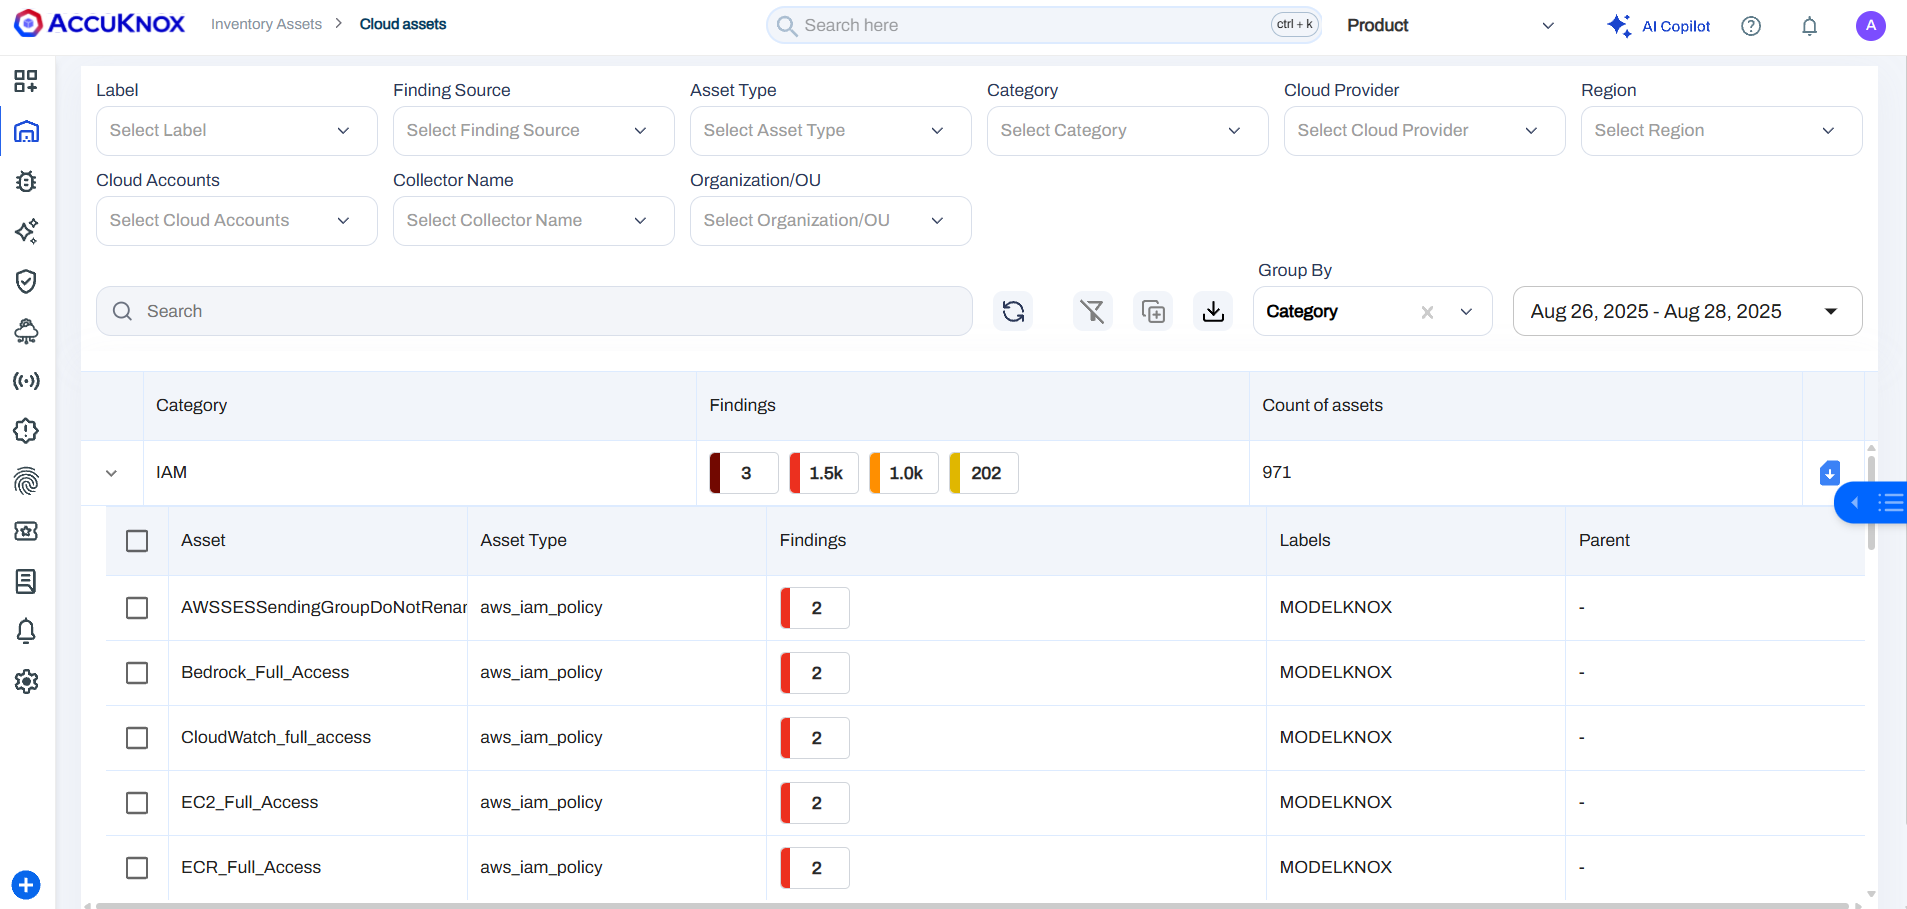 ACCUKNOX
Inventory Assets > Cloud assets
Search here
ctrl + k
Product
AI Copilot
A
Label
Finding Source
Asset Type
Category
Cloud Provider
Region
Select Label
Select Finding Source
Select Asset Type
Select Category
Select Cloud Provider
Select Region
Cloud Accounts
Collector Name
Organization/OU
Select Cloud Accounts
Select Collector Name
Select Organization/OU
Group By
Search
Category
Aug 26, 2025 - Aug 28, 2025
Category Findings Count of assets
IAM 3 1.5k 1.0k 202 971
Asset Asset Type Findings Labels Parent
AWSSESSendingGroupDoNotRenar aws_iam_policy 2 MODELKNOX -
Bedrock_Full_Access aws_iam_policy 2 MODELKNOX -
CloudWatch_full_access aws_iam_policy 2 MODELKNOX -
EC2_Full_Access aws_iam_policy 2 MODELKNOX -
ECR_Full_Access aws_iam_policy 2 MODELKNOX -